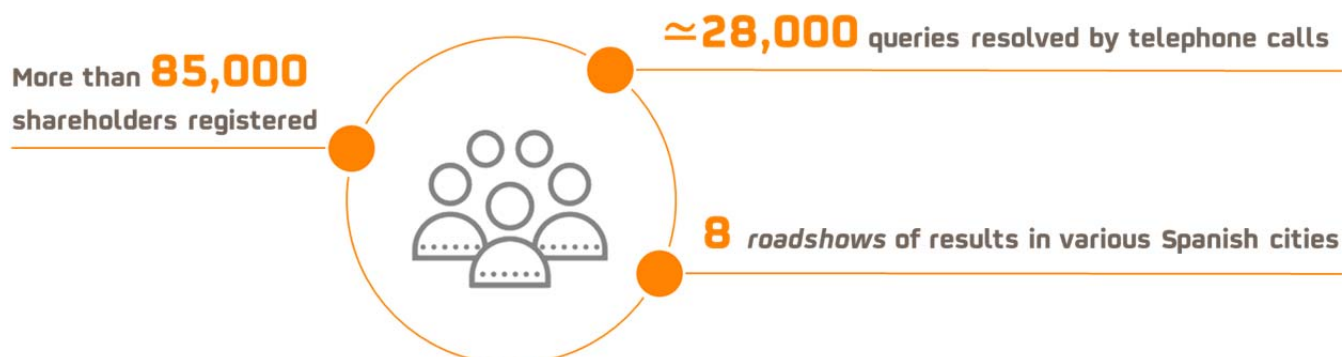 More than 85,000
shareholders registered
≃28,000 queries resolved by telephone calls
8 roadshows of results in various Spanish cities